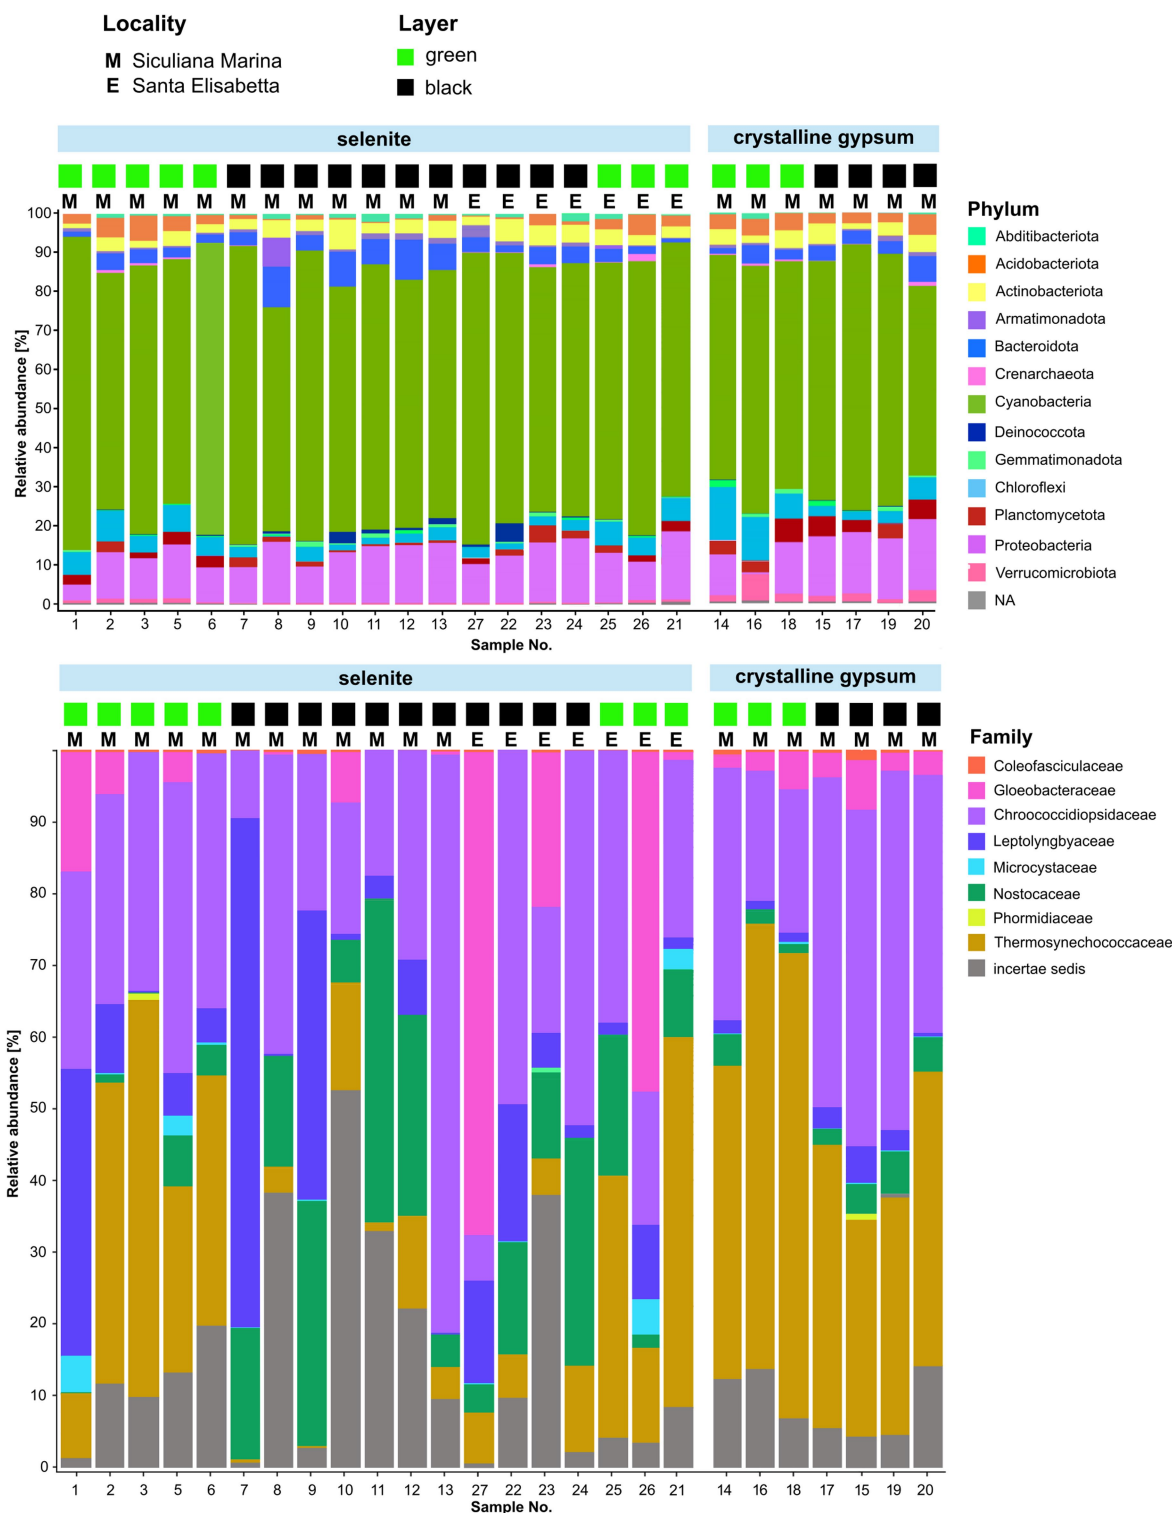 Locality
Layer
M Siculiana Marina
E Santa Elisabetta
green
black
selenite
crystalline gypsum
M M M M M M M M M M M M E E E E E E E M M M M M M M
100
90
80
70
60
50
40
30
20
10
0
Relative abundance [%]
1 2 3 5 6 7 8 9 10 11 12 13 27 22 23 24 25 26 21 14 16 18 15 17 19 20
Sample No.
Phylum
Abditibacteriota
Acidobacteriota
Actinobacteriota
Armatimonadota
Bacteroidota
Crenarchaeota
Cyanobacteria
Deinococcota
Gemmatimonadota
Chloroflexi
Planctomycetota
Proteobacteria
Verrucomicrobiota
NA
selenite
crystalline gypsum
M M M M M M M M M M M M E E E E E E E M M M M M M M
90
80
70
60
50
40
30
20
10
0
Relative abundance [%]
1 2 3 5 6 7 8 9 10 11 12 13 27 22 23 24 25 26 21 14 16 18 17 15 19 20
Sample No.
Family
Coleofasciculaceae
Gloeobacteraceae
Chroococcidiopsidaceae
Leptolyngbyaceae
Microcystaceae
Nostocaceae
Phormidiaceae
Thermosynechococcaceae
incertae sedis